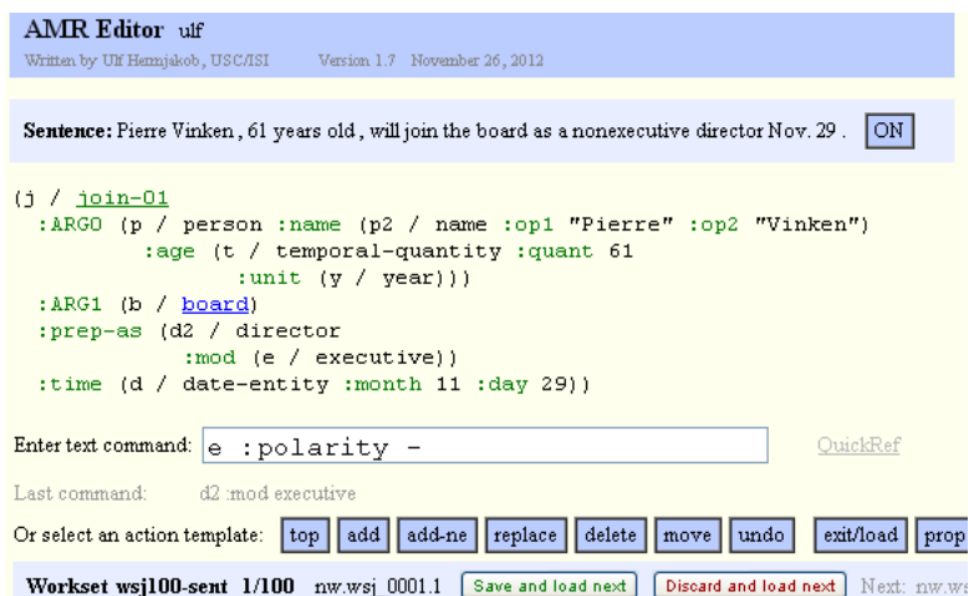 AMR Editor ulf
Written by Ulf Hermjakob, USC/ISI Version 1.7 November 26, 2012
Sentence: Pierre Vinken , 61 years old , will join the board as a nonexecutive director Nov. 29 . ON
(j / join-01
:ARG0 (p / person :name (p2 / name :op1 "Pierre" :op2 "Vinken")
:age (t / temporal-quantity :quant 61
:unit (y / year)))
:ARG1 (b / board)
:prep-as (d2 / director
:mod (e / executive))
:time (d / date-entity :month 11 :day 29))
Enter text command: e :polarity - QuickRef
Last command: d2 :mod executive
Or select an action template: top add add-ne replace delete move undo exit/load prop
Workset wsj100-sent 1/100 nw.wsj_0001.1 Save and load next Discard and load next Next: nw.ws